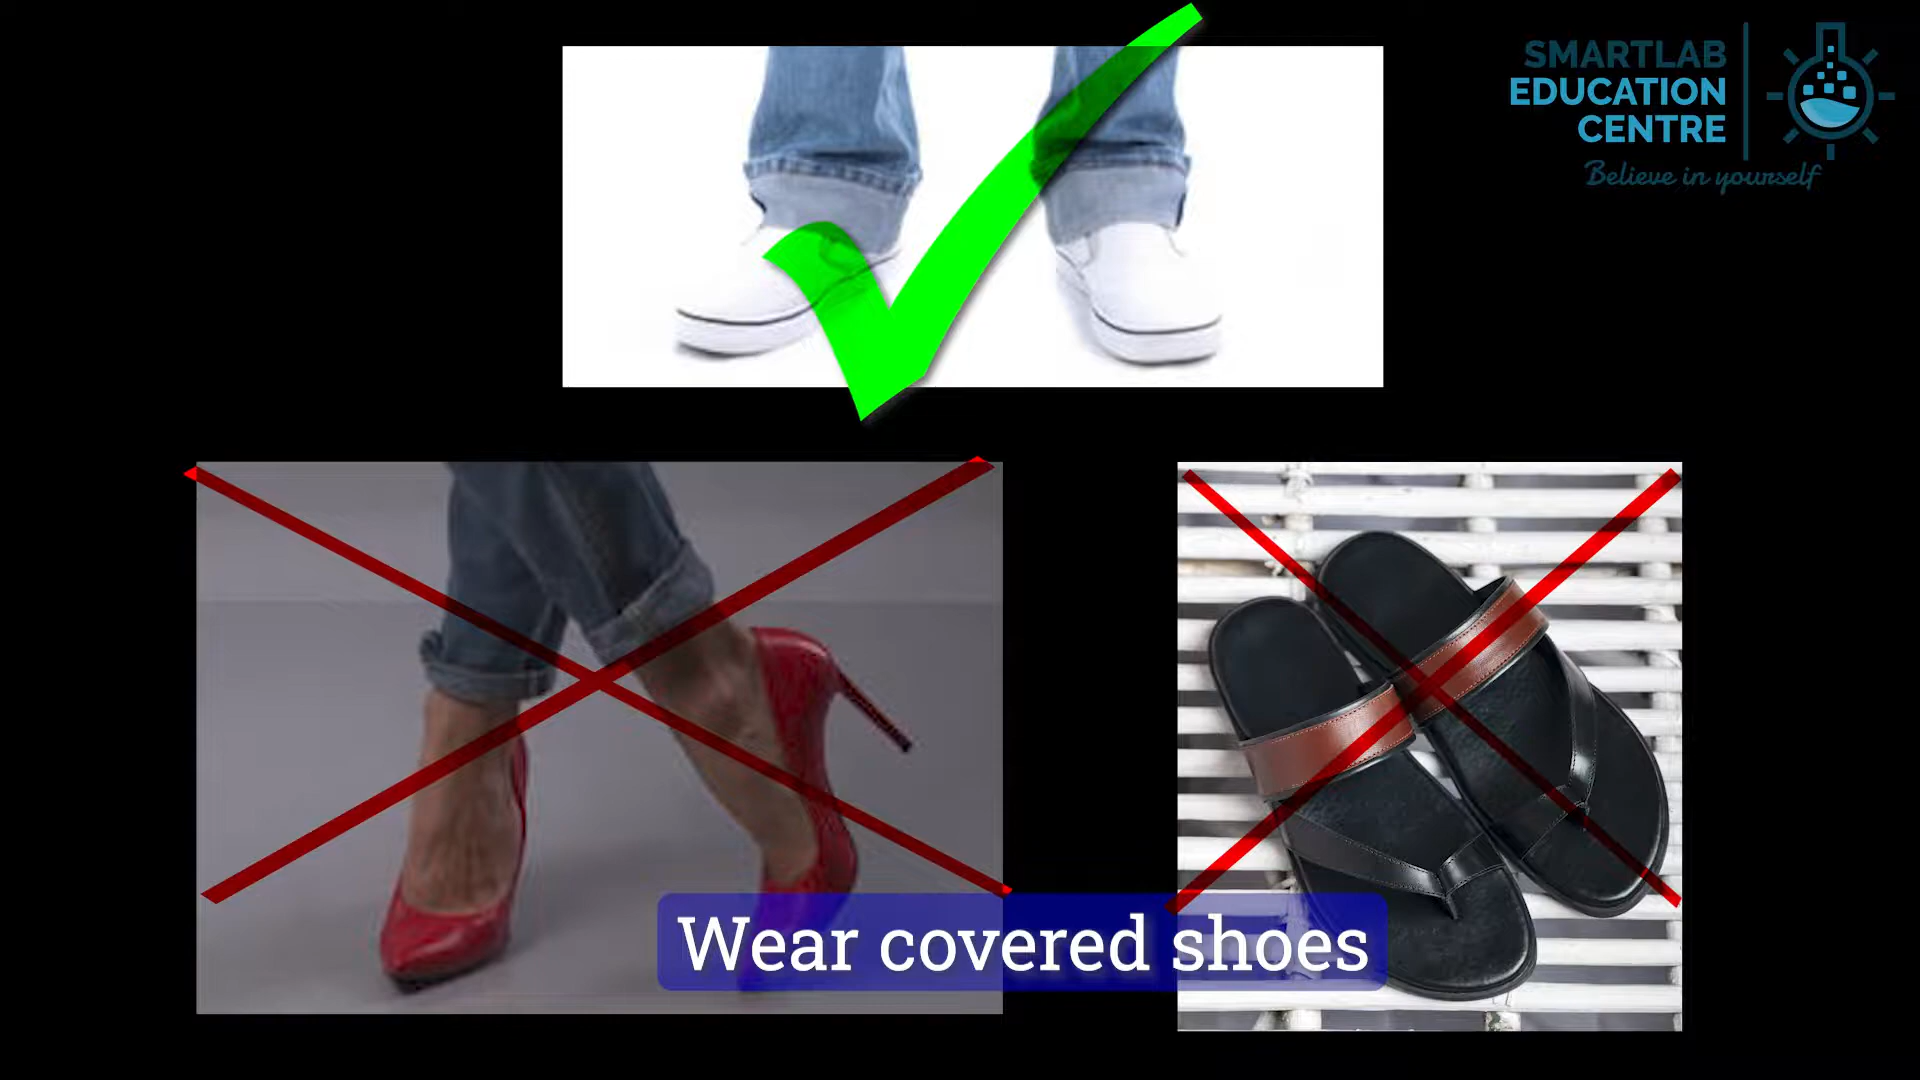 SMARTLAB
EDUCATION
CENTRE
Believe in yourself
Wear covered shoes